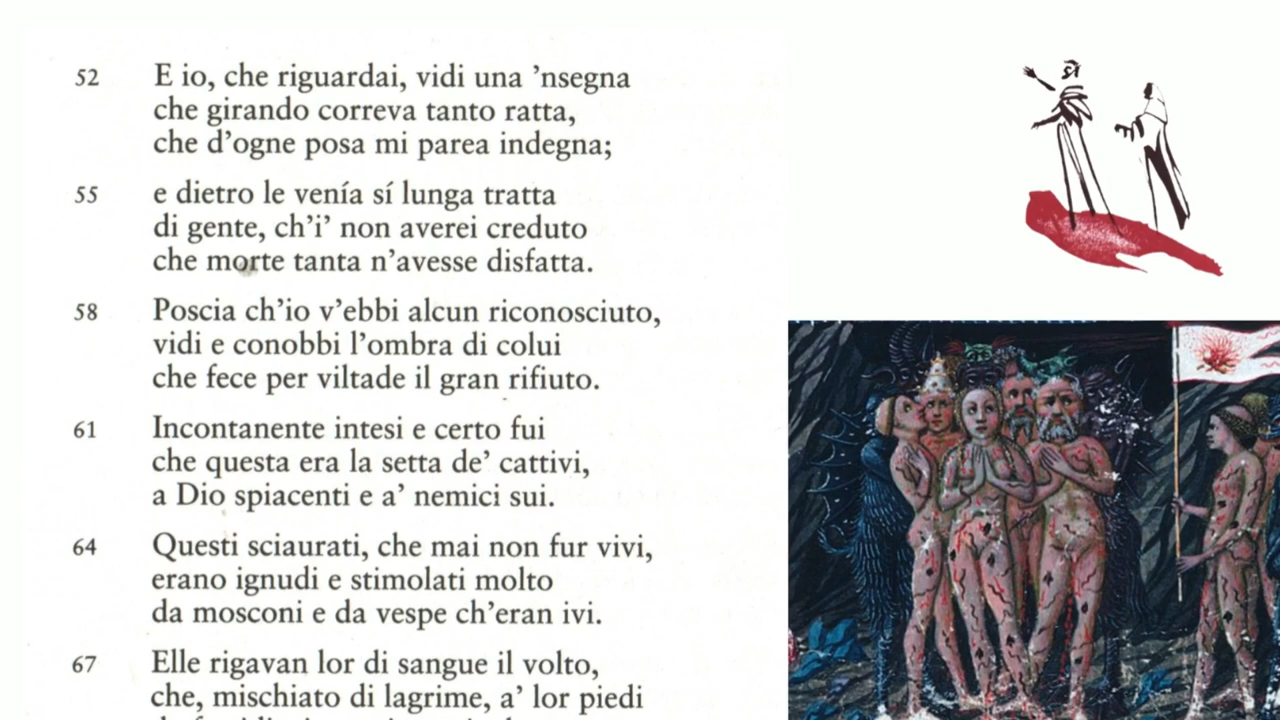 52 E io, che riguardai, vidi una ’nsegna
che girando correva tanto ratta,
che d’ogne posa mi parea indegna;
55 e dietro le venía sí lunga tratta
di gente, ch’i’ non averei creduto
che morte tanta n’avesse disfatta.
58 Poscia ch’io v’ebbi alcun riconosciuto,
vidi e conobbi l’ombra di colui
che fece per viltade il gran rifiuto.
61 Incontanente intesi e certo fui
che questa era la setta de’ cattivi,
a Dio spiacenti e a’ nemici sui.
64 Questi sciaurati, che mai non fur vivi,
erano ignudi e stimolati molto
da mosconi e da vespe ch’eran ivi.
67 Elle rigavan lor di sangue il volto,
che, mischiato di lagrime, a’ lor piedi